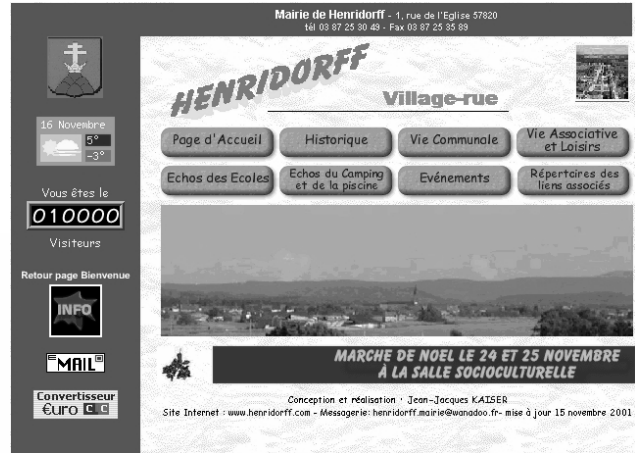 Mairie de Henridorff - 1, rue de l'Eglise 57820
tél 03 87 25 30 49 - Fax 03 87 25 35 89
HENRIDORFF
Village-rue
16 Novembre
5°
-3°
Page d'Accueil
Historique
Vie Communale
Vie Associative
et Loisirs
Echos des Ecoles
Echos du Camping
et de la piscine
Evénements
Répertoires des
liens associés
Vous êtes le
010000
Visiteurs
Retour page Bienvenue
INFO
MAIL
Convertisseur
€uro
MARCHE DE NOEL LE 24 ET 25 NOVEMBRE
À LA SALLE SOCIOCULTURELLE
Conception et réalisation : Jean-Jacques KAISER
Site Internet : www.henridorff.com - Messagerie: henridorff.mairie@wanadoo.fr- mise à jour 15 novembre 2001